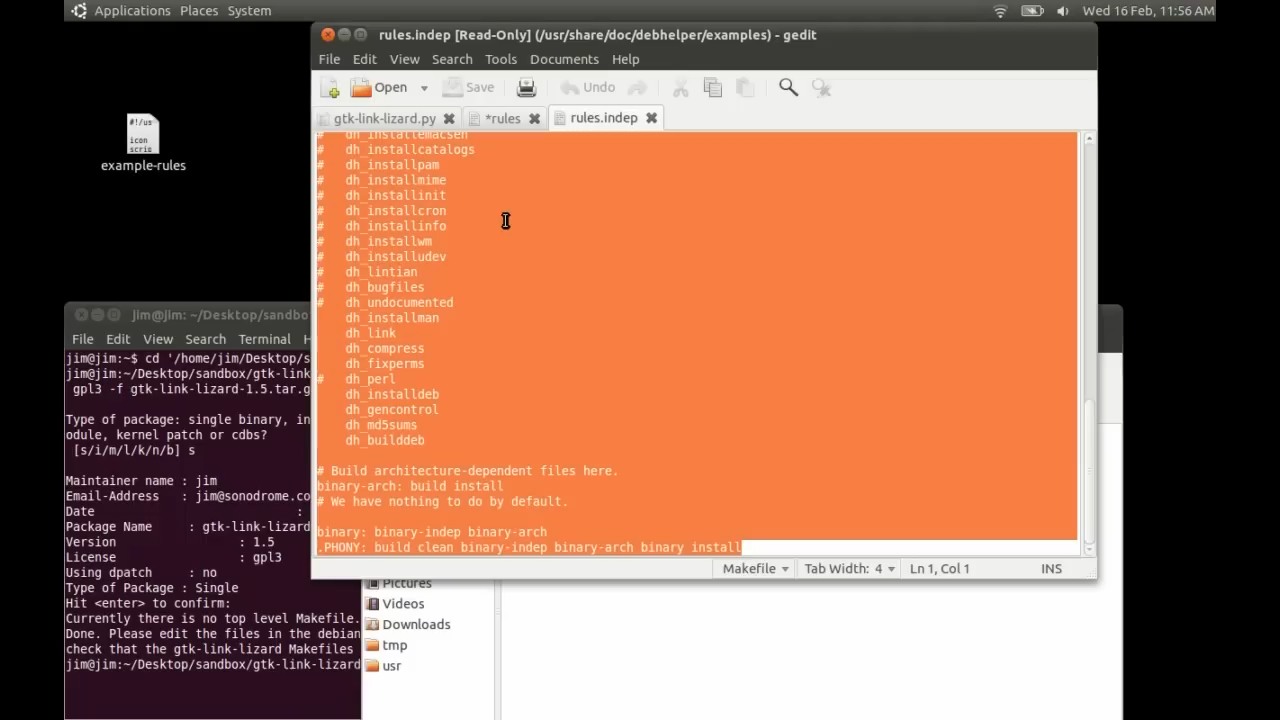 Applications Places System
Wed 16 Feb, 11:56 AM
#!/us
icon
scrip
example-rules
rules.indep [Read-Only] (/usr/share/doc/debhelper/examples) - gedit
File Edit View Search Tools Documents Help
Open Save Undo
gtk-link-lizard.py *rules rules.indep
# dh_installemacsen
# dh_installcatalogs
# dh_installpam
# dh_installmime
# dh_installinit
# dh_installcron
# dh_installinfo
# dh_installwm
# dh_installudev
# dh_lintian
# dh_bugfiles
# dh_undocumented
dh_installman
dh_link
dh_compress
dh_fixperms
# dh_perl
dh_installdeb
dh_gencontrol
dh_md5sums
dh_builddeb
# Build architecture-dependent files here.
binary-arch: build install
# We have nothing to do by default.
binary: binary-indep binary-arch
.PHONY: build clean binary-indep binary-arch binary install
Makefile Tab Width: 4 Ln 1, Col 1 INS
Jim@jim: ~/Desktop/sandbo
File Edit View Search Terminal H
jim@jim:~$ cd '/home/jim/Desktop/s
jim@jim:~/Desktop/sandbox/gtk-link
gpl3 -f gtk-link-lizard-1.5.tar.g
Type of package: single binary, in
odule, kernel patch or cdbs?
[s/i/m/l/k/n/b] s
Maintainer name : jim
Email-Address : jim@sonodrome.co
Date :
Package Name : gtk-link-lizard
Version : 1.5
License : gpl3
Using dpatch : no
Type of Package : Single
Hit <enter> to confirm:
Currently there is no top level Makefile.
Done. Please edit the files in the debian
check that the gtk-link-lizard Makefiles
jim@jim:~/Desktop/sandbox/gtk-link-lizard
Pictures
Videos
Downloads
tmp
usr